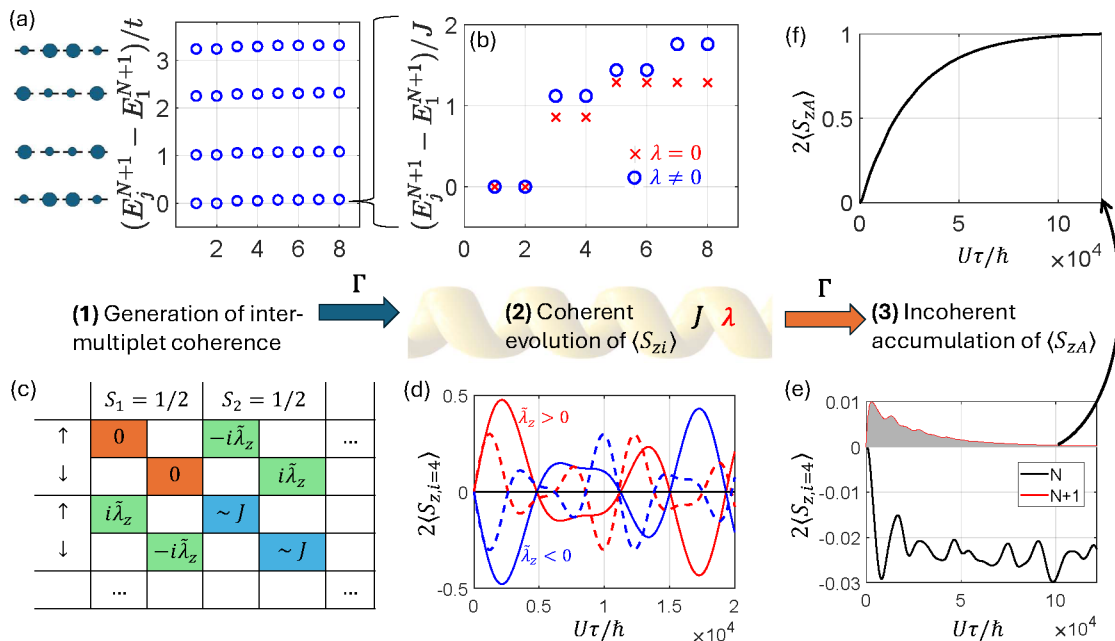 (a)
(E_j^{N+1} − E_1^{N+1})/t
3
2
1
0
0 2 4 6 8
(b)
(E_j^{N+1} − E_1^{N+1})/J
2
1
0
× λ = 0
○ λ ≠ 0
0 2 4 6 8
(f)
2⟨S_{zA}⟩
1
0.5
0
0 5 10
Uτ/ħ ×10^4
(1) Generation of inter-
multiplet coherence
Γ
(2) Coherent J λ
evolution of ⟨S_{zi}⟩
Γ
(3) Incoherent
accumulation of ⟨S_{zA}⟩
(c)
S_1 = 1/2 S_2 = 1/2
↑ 0 −iλ̃_z ...
↓ 0 iλ̃_z
↑ iλ̃_z ~ J
↓ −iλ̃_z ~ J
... ...
(d)
2⟨S_{z,i=4}⟩
0.5
0
-0.5
λ̃_z > 0
λ̃_z < 0
0 0.5 1 1.5 20
Uτ/ħ ×10^4
(e)
2⟨S_{z,i=4}⟩
0.01
0
-0.01
-0.02
-0.03
N
N+1
0 5 10
Uτ/ħ ×10^4